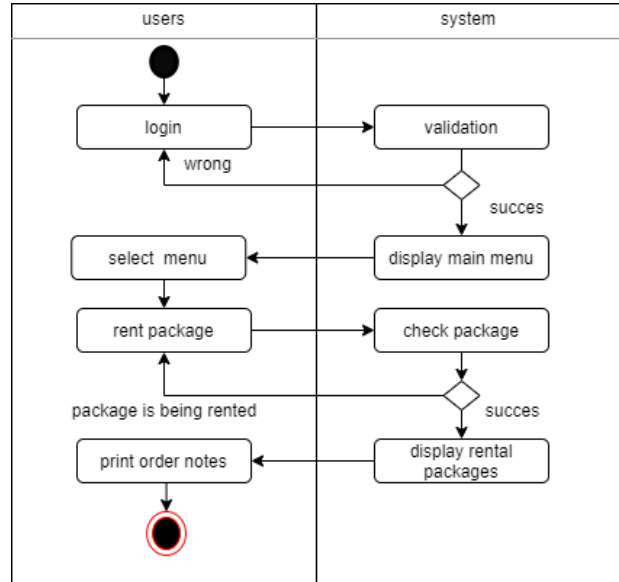 users
system
login
validation
wrong
succes
select menu
display main menu
rent package
check package
package is being rented
succes
print order notes
display rental
packages